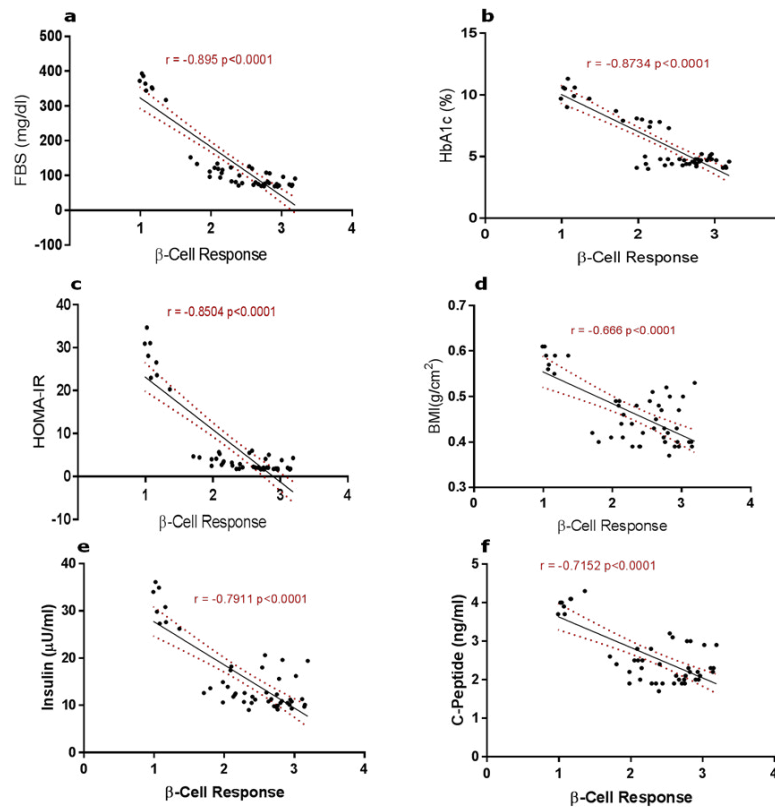 a
r = -0.895 p<0.0001
FBS (mg/dl)
500
400
300
200
100
0
-100
0
1
2
3
4
β-Cell Response
b
r = -0.8734 p<0.0001
HbA1c (%)
15
10
5
0
0
1
2
3
β-Cell Response
c
r = -0.8504 p<0.0001
HOMA-IR
40
30
20
10
0
-10
0
1
2
3
4
β-Cell Response
d
r = -0.666 p<0.0001
BMI(g/cm²)
0.7
0.6
0.5
0.4
0.3
0
1
2
3
4
β-Cell Response
e
r = -0.7911 p<0.0001
Insulin (μU/ml)
40
30
20
10
0
0
1
2
3
4
β-Cell Response
f
r = -0.7152 p<0.0001
C-Peptide (ng/ml)
5
4
3
2
1
0
0
1
2
3
4
β-Cell Response